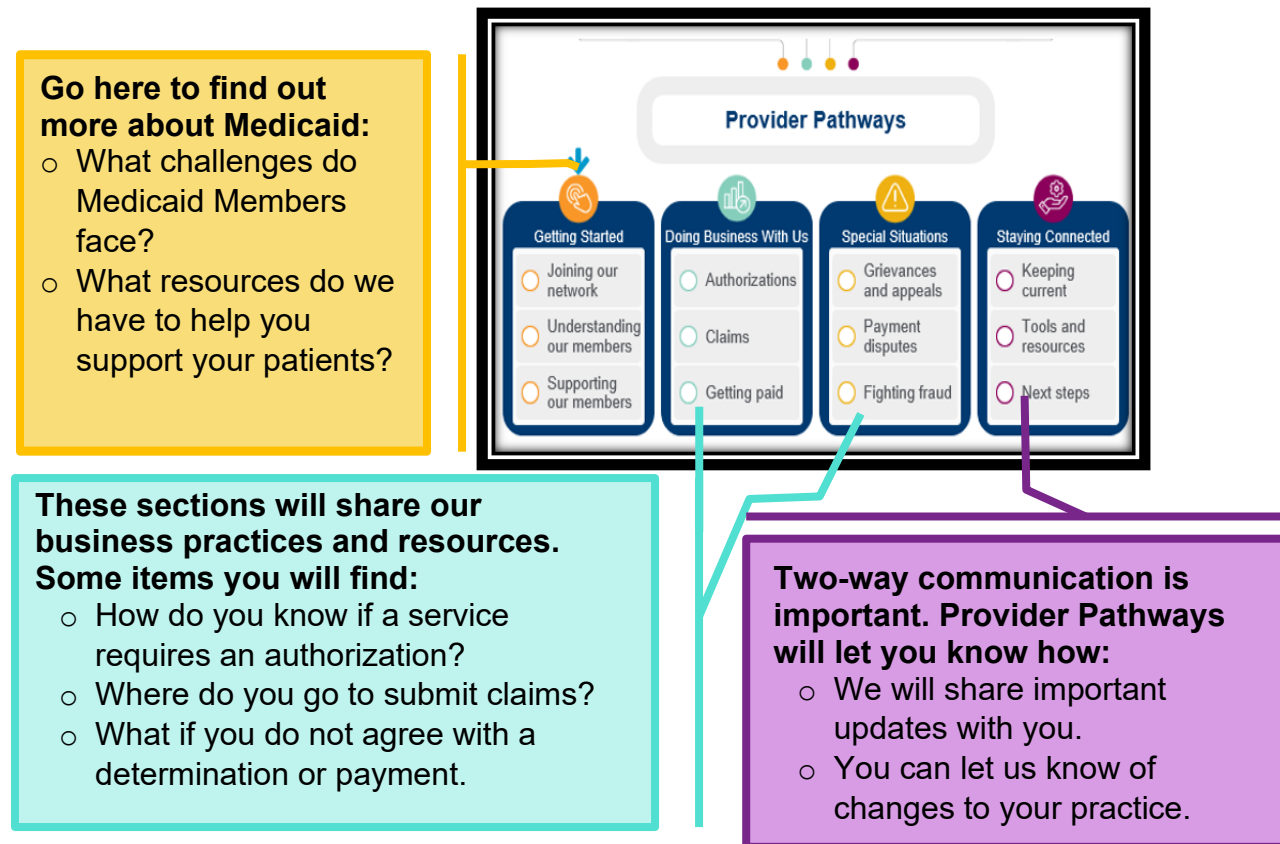 Go here to find out
more about Medicaid:
o What challenges do
Medicaid Members
face?
o What resources do we
have to help you
support your patients?
Provider Pathways
Getting Started
Joining our
network
Understanding
our members
Supporting
our members
Doing Business With Us
Authorizations
Claims
Getting paid
Special Situations
Grievances
and appeals
Payment
disputes
Fighting fraud
Staying Connected
Keeping
current
Tools and
resources
Next steps
These sections will share our
business practices and resources.
Some items you will find:
o How do you know if a service
requires an authorization?
o Where do you go to submit claims?
o What if you do not agree with a
determination or payment.
Two-way communication is
important. Provider Pathways
will let you know how:
o We will share important
updates with you.
o You can let us know of
changes to your practice.